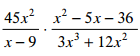 45x²/(x − 9) · (x² − 5x − 36)/(3x³ + 12x²)